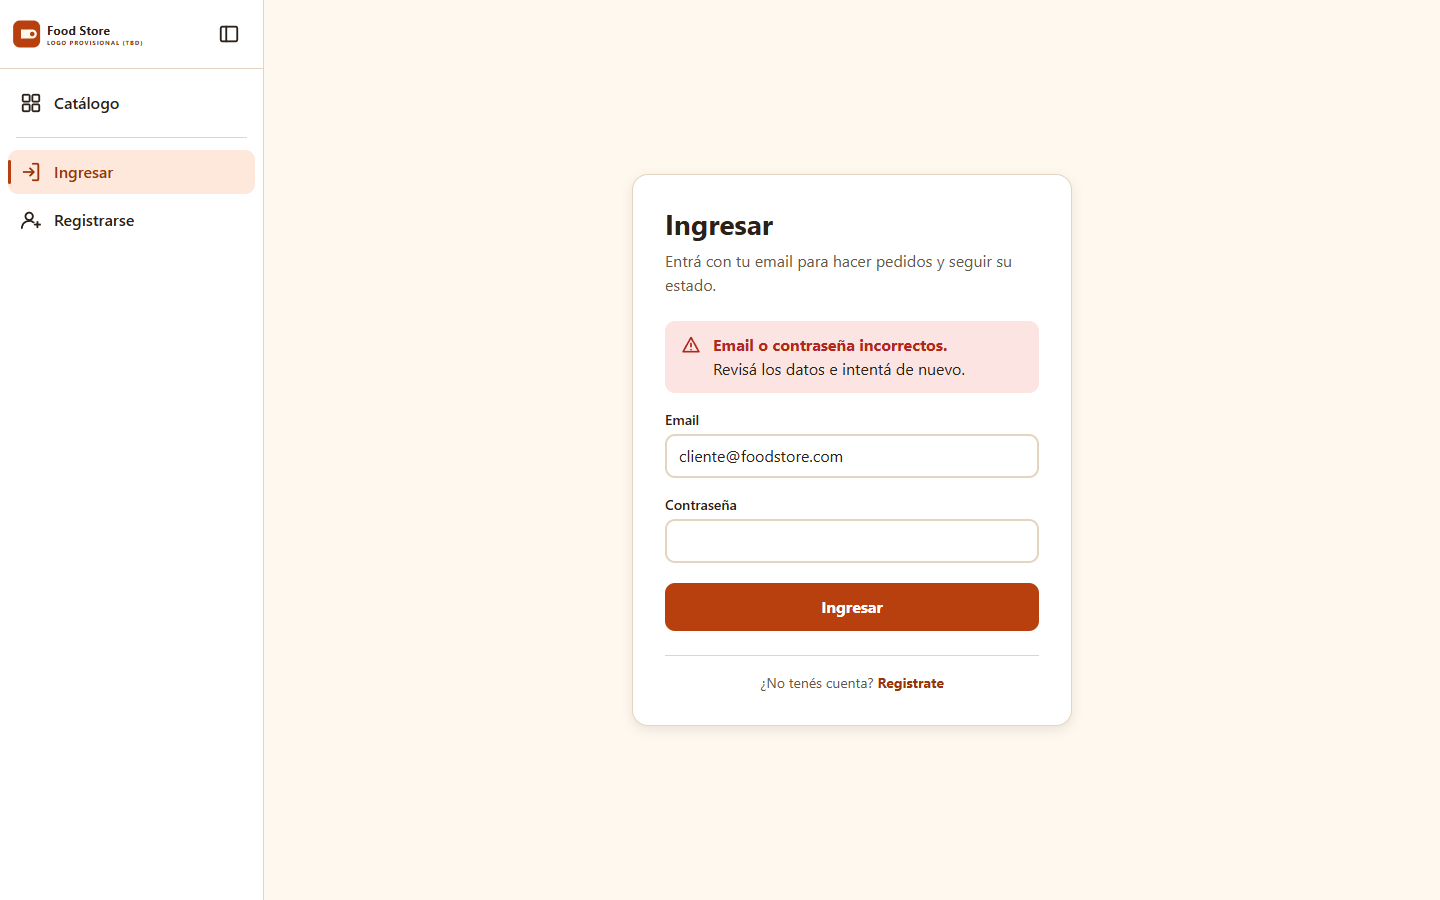 Food Store
LOGO PROVISIONAL (TBD)
Catálogo
Ingresar
Registrarse
Ingresar
Entrá con tu email para hacer pedidos y seguir su
estado.
Email o contraseña incorrectos.
Revisá los datos e intentá de nuevo.
Email
cliente@foodstore.com
Contraseña
Ingresar
¿No tenés cuenta? Registrate